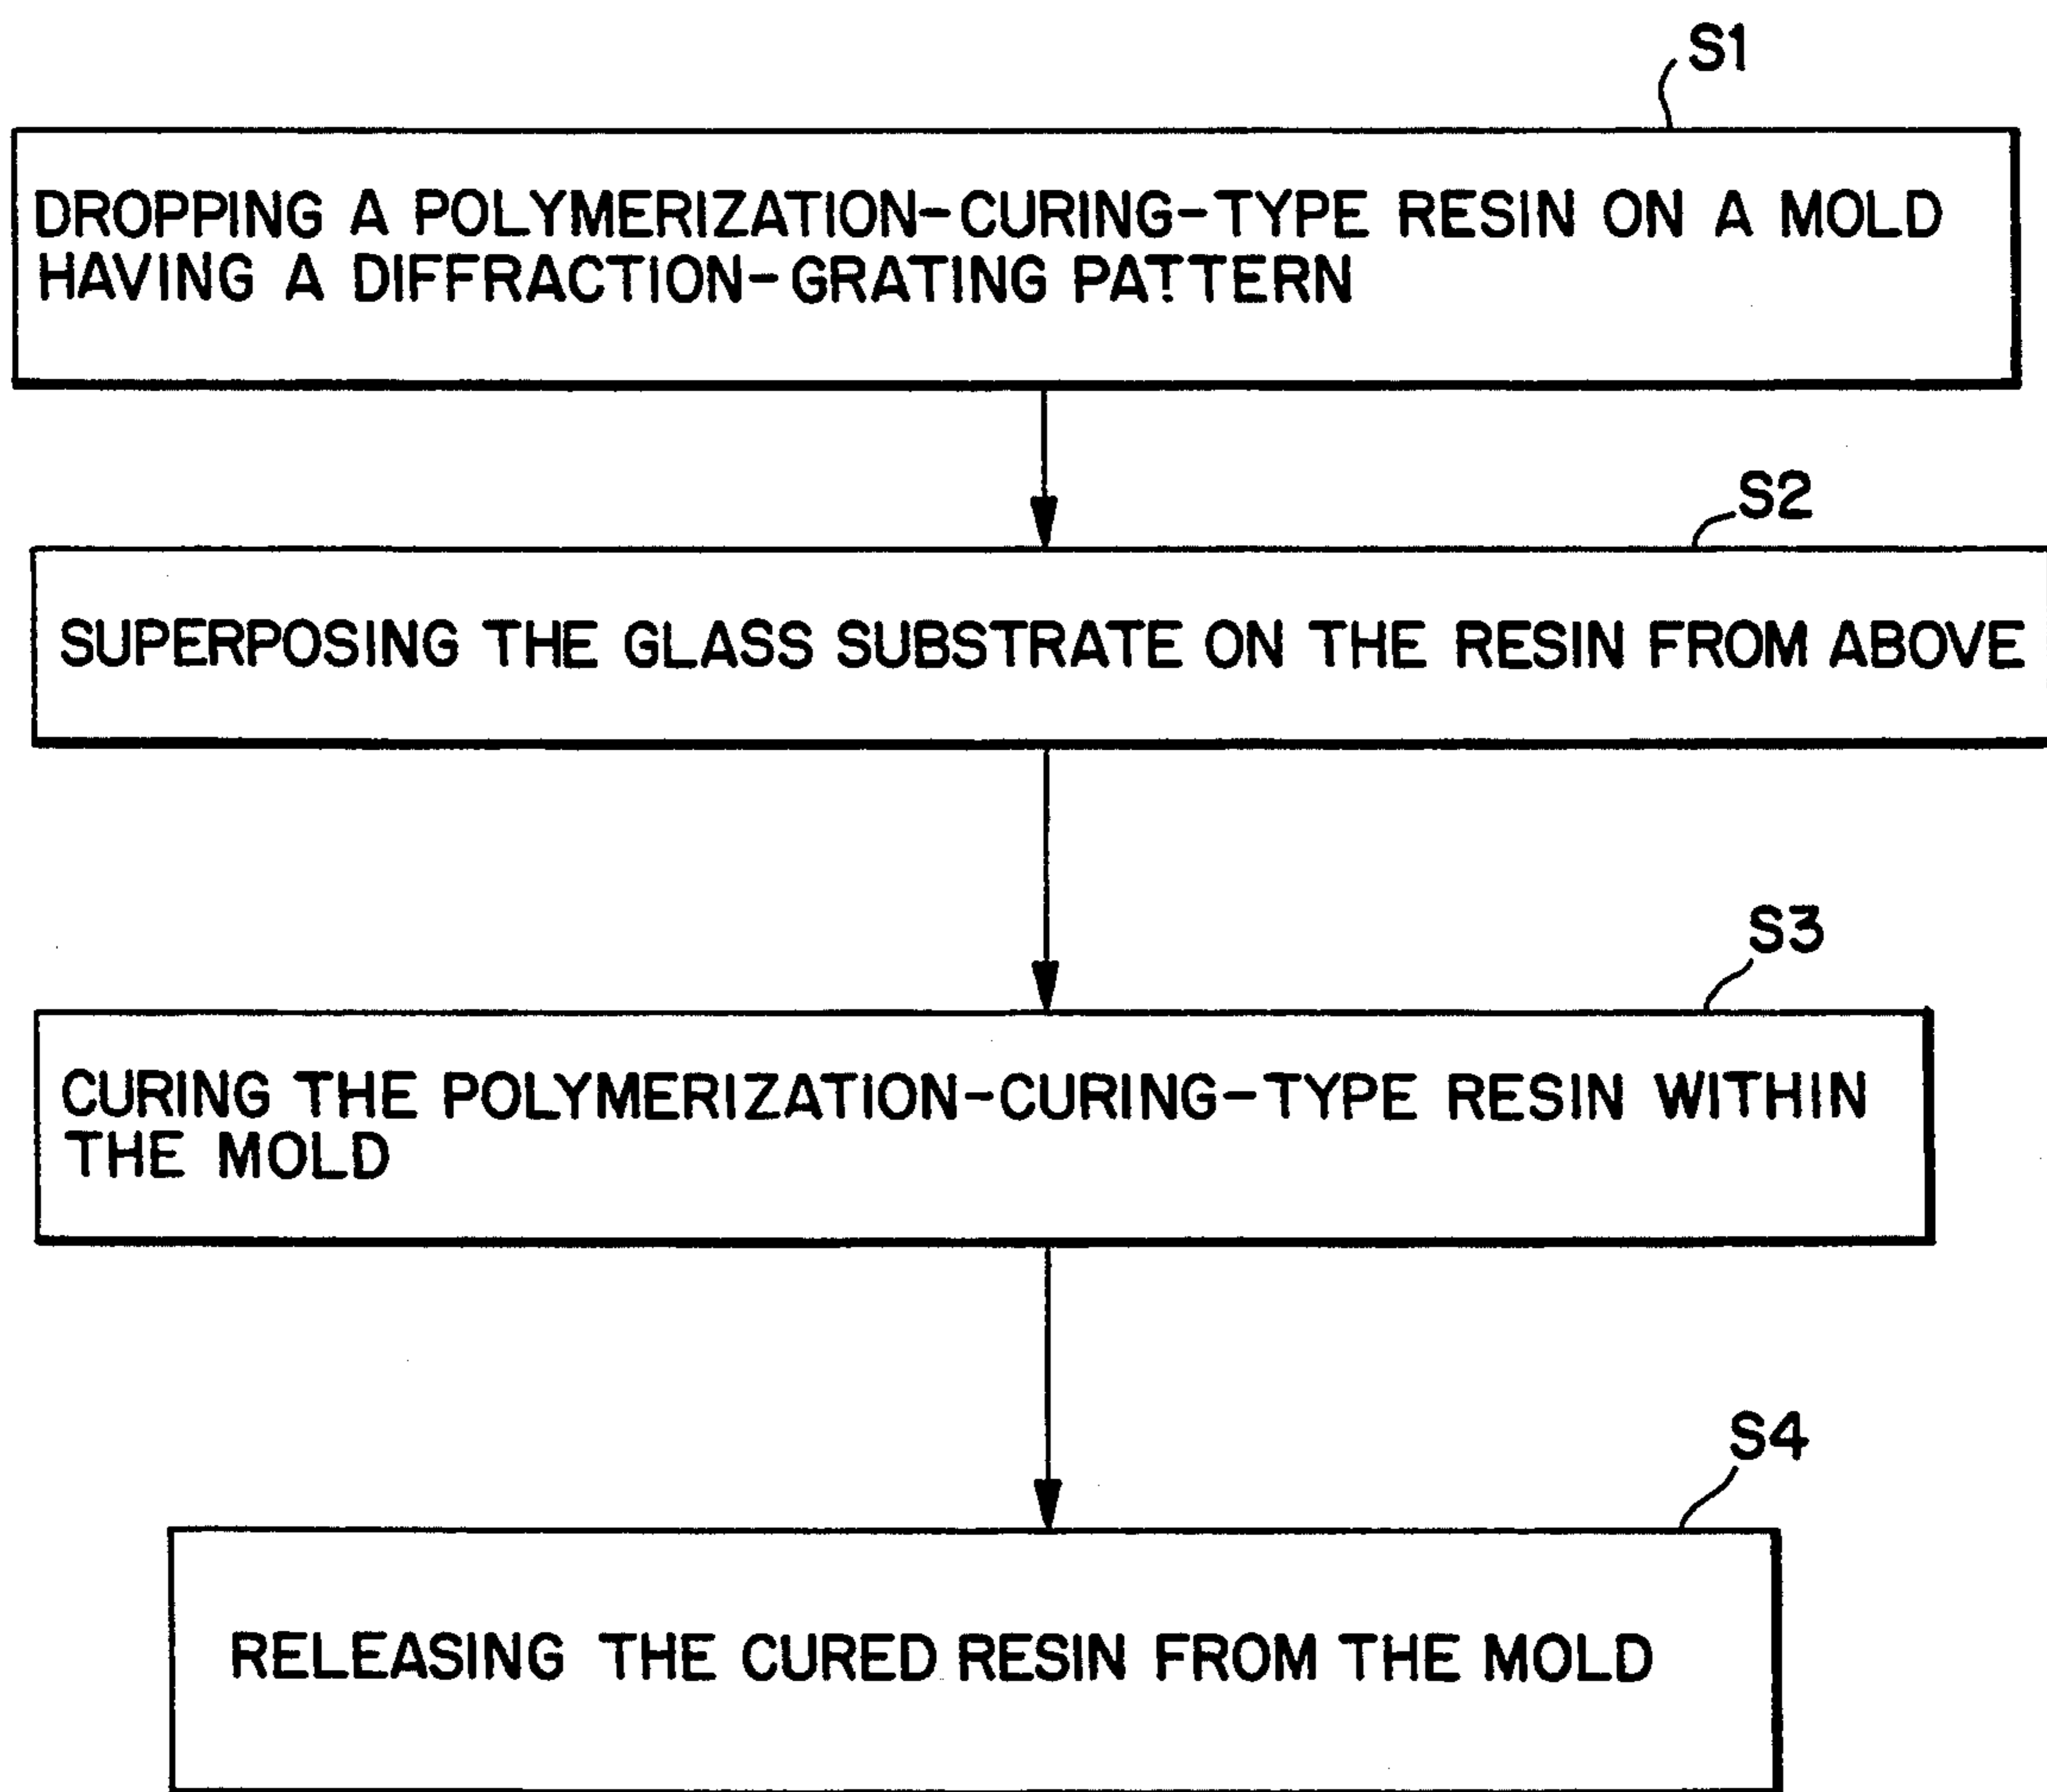 S1
DROPPING A POLYMERIZATION-CURING-TYPE RESIN ON A MOLD
HAVING A DIFFRACTION-GRATING PATTERN
S2
SUPERPOSING THE GLASS SUBSTRATE ON THE RESIN FROM ABOVE
S3
CURING THE POLYMERIZATION-CURING-TYPE RESIN WITHIN
THE MOLD
S4
RELEASING THE CURED RESIN FROM THE MOLD